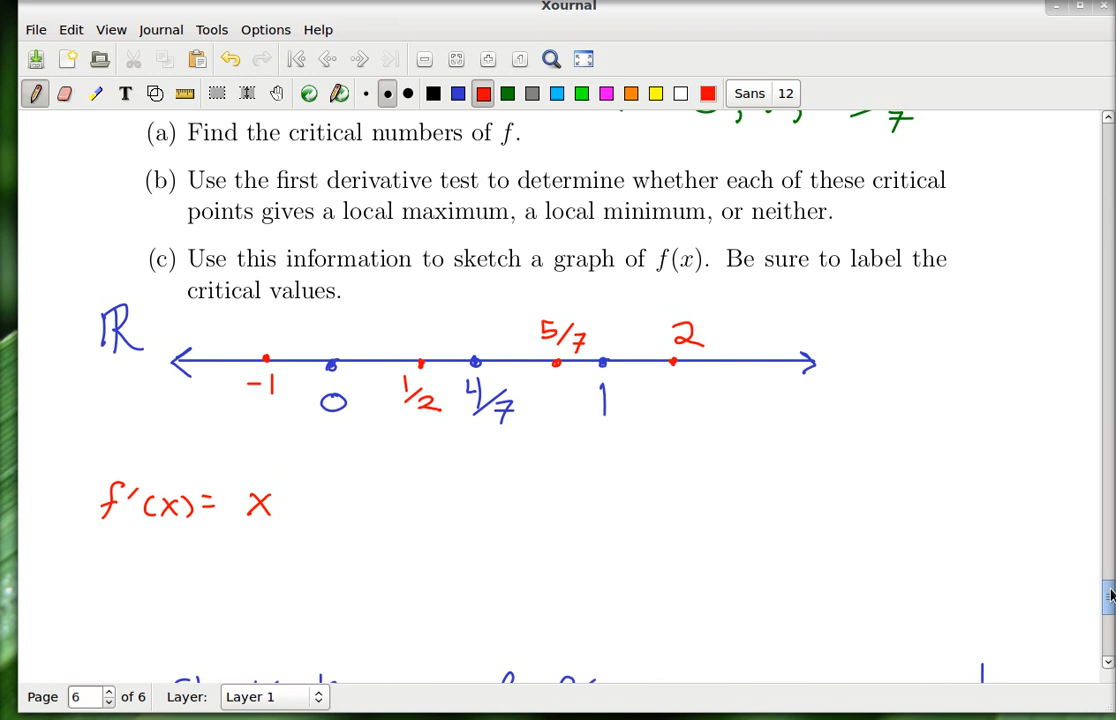 Xournal
File Edit View Journal Tools Options Help
T Sans 12
7
(a) Find the critical numbers of f.
(b) Use the first derivative test to determine whether each of these critical
points gives a local maximum, a local minimum, or neither.
(c) Use this information to sketch a graph of f(x). Be sure to label the
critical values.
ℝ
5/7 2
-1 0 1/2 4/7 1
f'(x)= x
Page 6 of 6 Layer: Layer 1